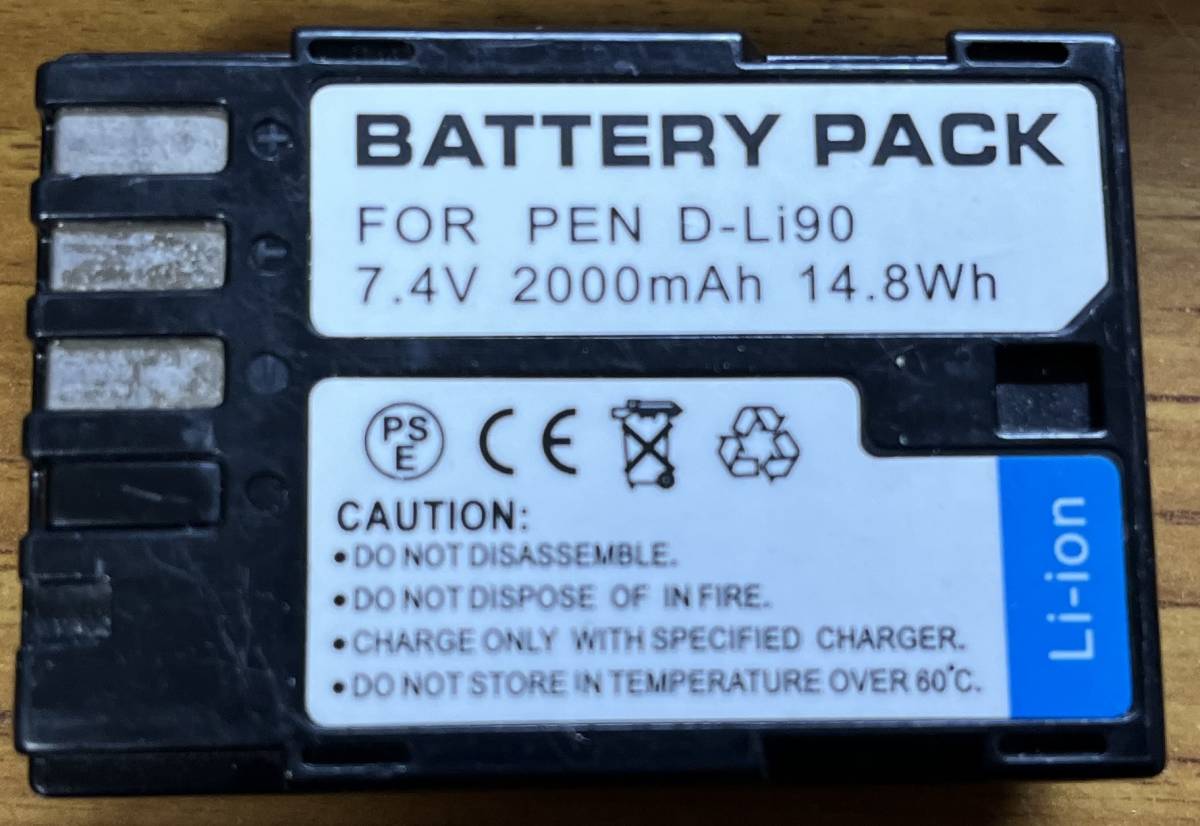 BATTERY PACK
FOR PEN D-Li90
7.4V 2000mAh 14.8Wh
+
T
-
C
PS
E
CE
CAUTION:
•DO NOT DISASSEMBLE.
•DO NOT DISPOSE OF IN FIRE.
•CHARGE ONLY WITH SPECIFIED CHARGER.
•DO NOT STORE IN TEMPERATURE OVER 60°C.
Li-ion